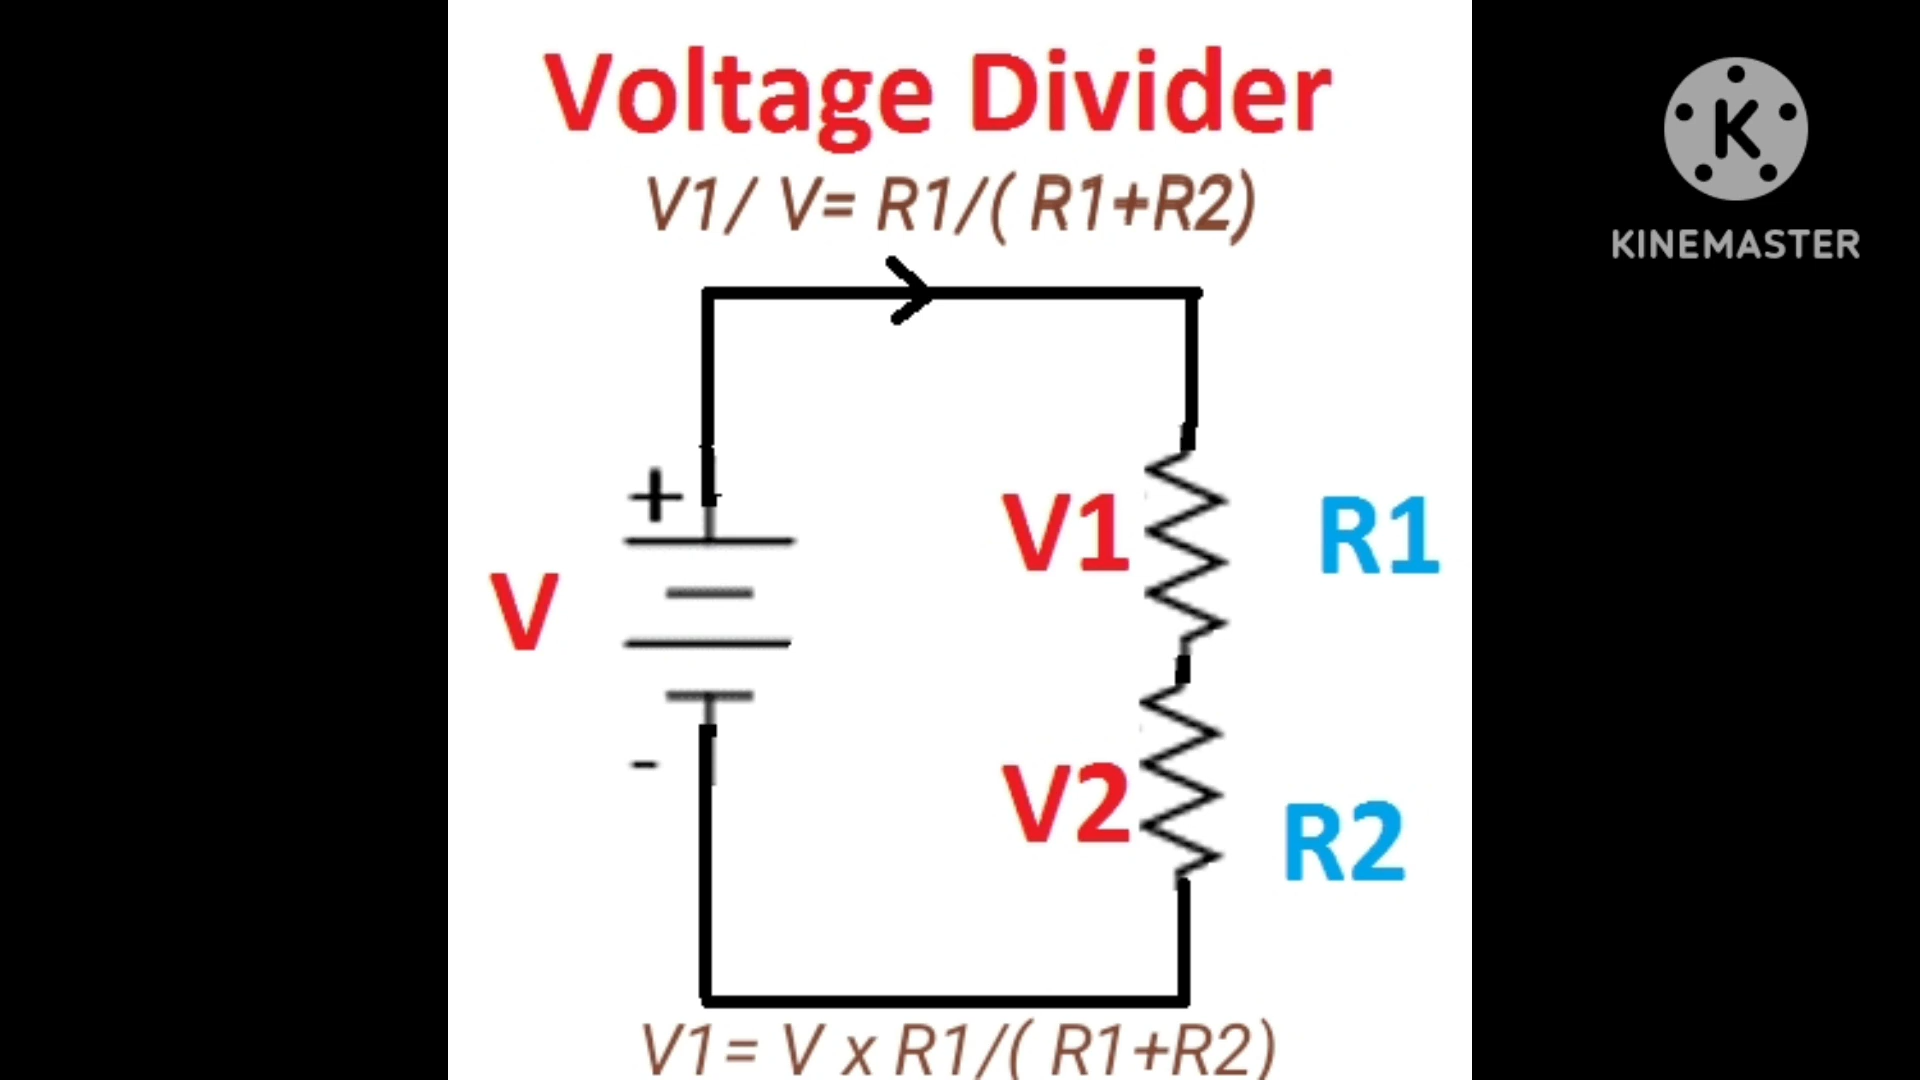 Voltage Divider
V1/ V= R1/( R1+R2)
K
KINEMASTER
+
V
V1
R1
-
V2
R2
V1= V x R1/( R1+R2)